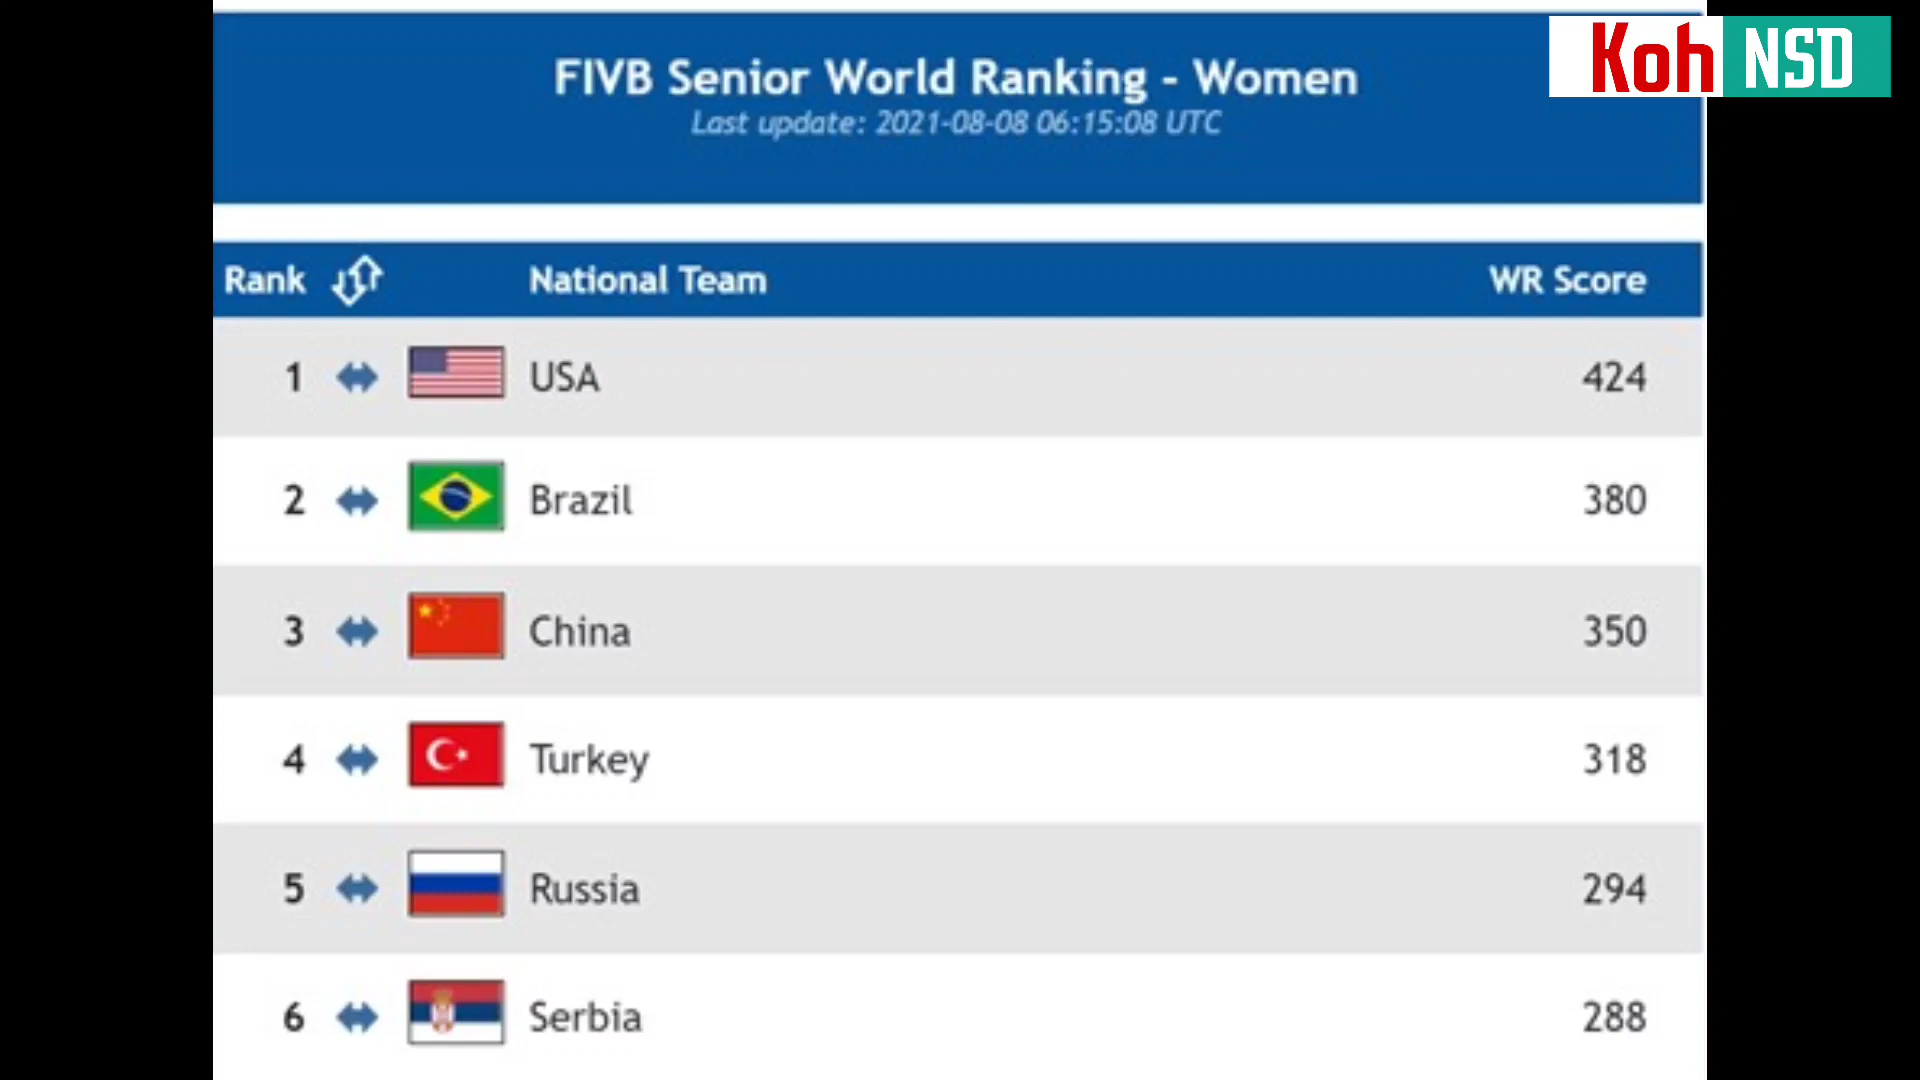 FIVB Senior World Ranking - Women
Last update: 2021-08-08 06:15:08 UTC
Koh NSD
Rank National Team WR Score
1 USA 424
2 Brazil 380
3 China 350
4 Turkey 318
5 Russia 294
6 Serbia 288